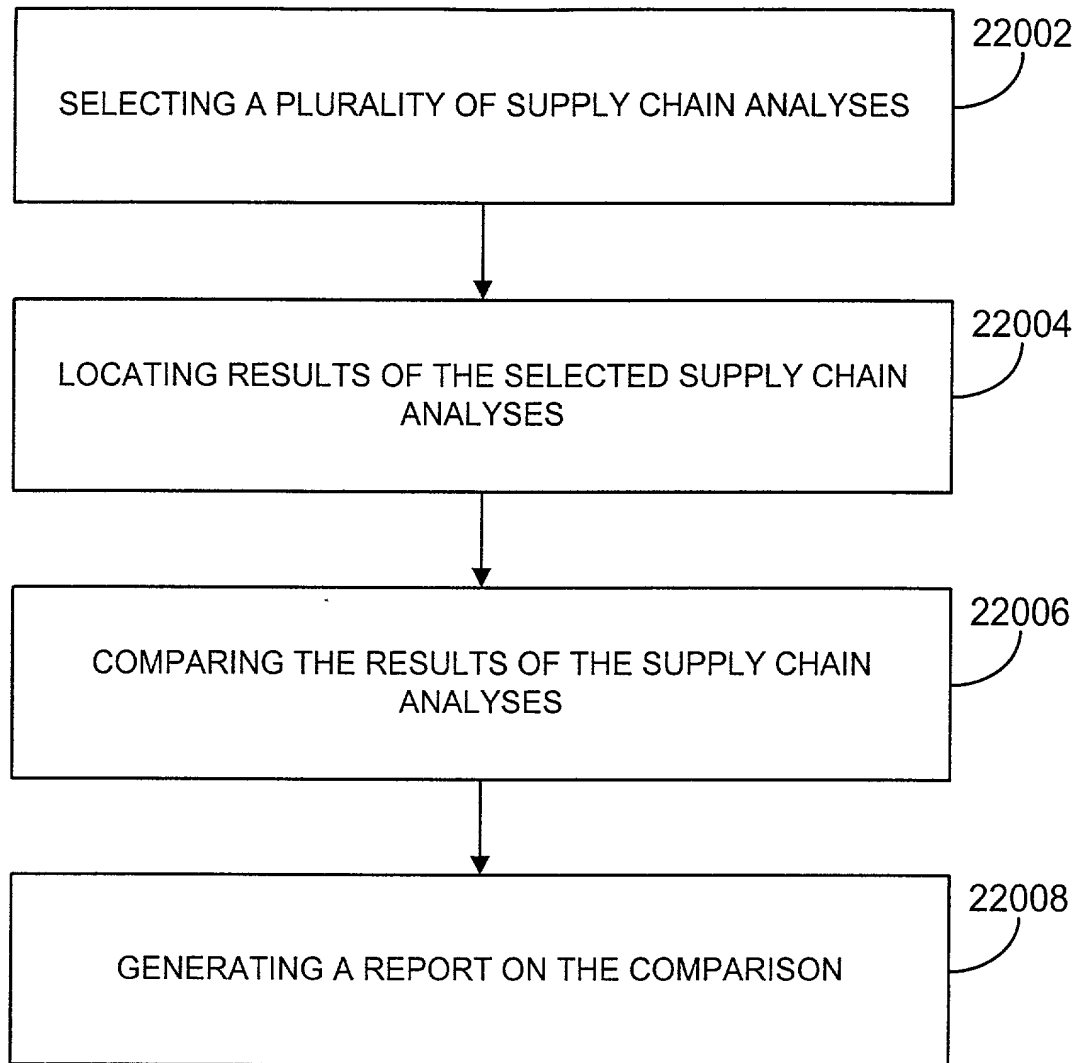 22002
SELECTING A PLURALITY OF SUPPLY CHAIN ANALYSES
22004
LOCATING RESULTS OF THE SELECTED SUPPLY CHAIN
ANALYSES
22006
COMPARING THE RESULTS OF THE SUPPLY CHAIN
ANALYSES
22008
GENERATING A REPORT ON THE COMPARISON